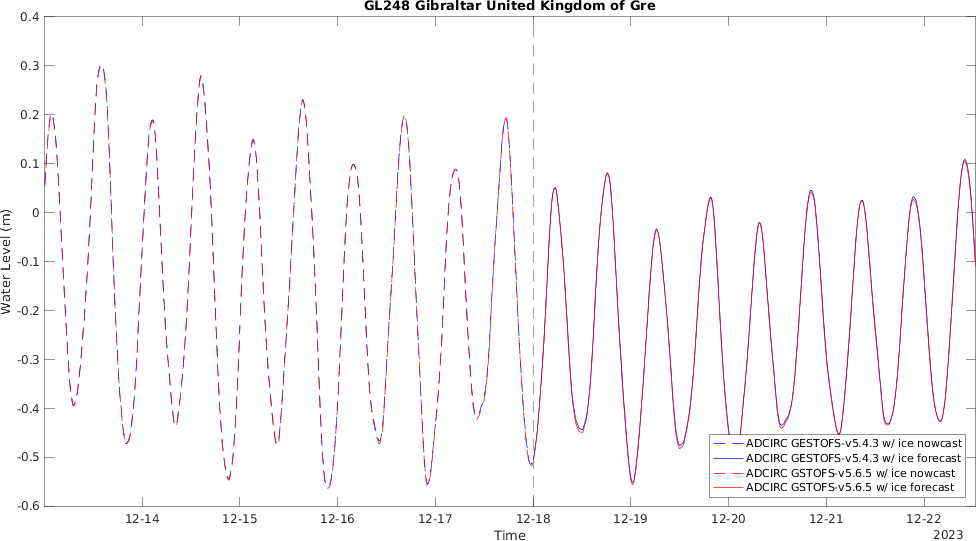 GL248 Gibraltar United Kingdom of Gre
0.4
0.3
0.2
0.1
0
-0.1
-0.2
-0.3
-0.4
-0.5
-0.6
Water Level (m)
12-14 12-15 12-16 12-17 12-18 12-19 12-20 12-21 12-22
Time
2023
ADCIRC GESTOFS-v5.4.3 w/ ice nowcast
ADCIRC GESTOFS-v5.4.3 w/ ice forecast
ADCIRC GSTOFS-v5.6.5 w/ ice nowcast
ADCIRC GSTOFS-v5.6.5 w/ ice forecast